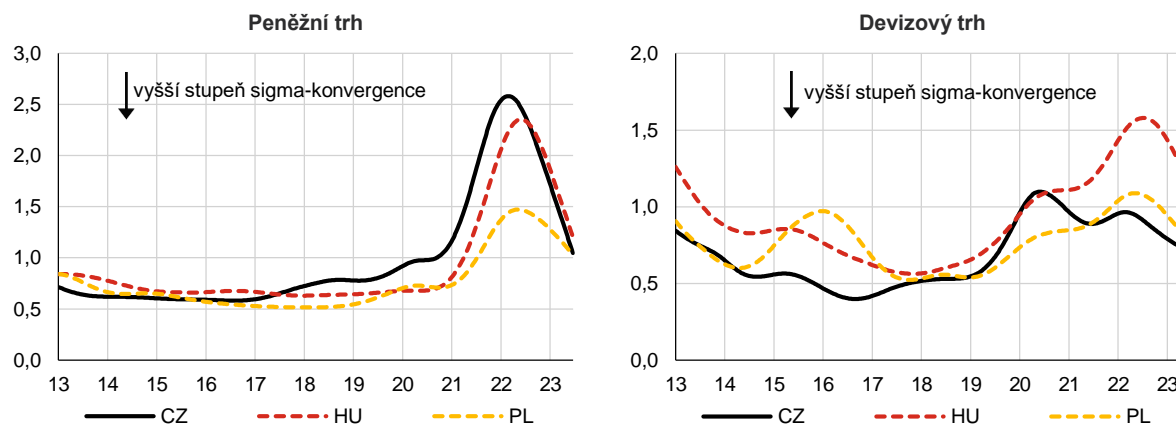 Peněžní trh
3,0
2,5
2,0
1,5
1,0
0,5
0,0
vyšší stupeň sigma-konvergence
13 14 15 16 17 18 19 20 21 22 23
CZ HU PL
Devizový trh
2,0
1,5
1,0
0,5
0,0
vyšší stupeň sigma-konvergence
13 14 15 16 17 18 19 20 21 22 23
CZ HU PL